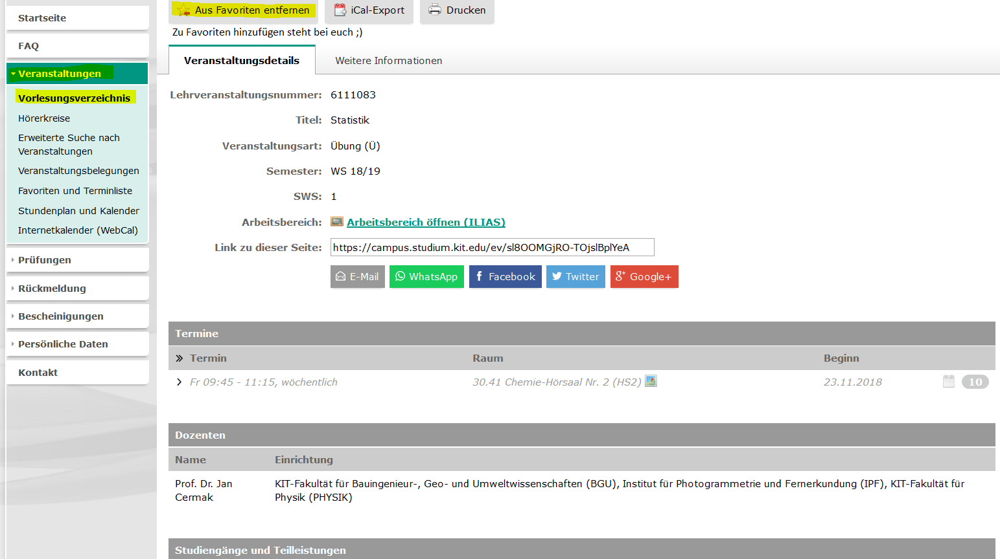 Startseite
FAQ
Veranstaltungen
Vorlesungsverzeichnis
Hörerkreise
Erweiterte Suche nach
Veranstaltungen
Veranstaltungsbelegungen
Favoriten und Terminliste
Stundenplan und Kalender
Internetkalender (WebCal)
Prüfungen
Rückmeldung
Bescheinigungen
Persönliche Daten
Kontakt
Aus Favoriten entfernen iCal-Export Drucken
Zu Favoriten hinzufügen steht bei euch ;)
Veranstaltungsdetails Weitere Informationen
Lehrveranstaltungsnummer: 6111083
Titel: Statistik
Veranstaltungsart: Übung (Ü)
Semester: WS 18/19
SWS: 1
Arbeitsbereich: Arbeitsbereich öffnen (ILIAS)
Link zu dieser Seite: https://campus.studium.kit.edu/ev/sl8OOMGjRO-TOjslBplYeA
E-Mail WhatsApp Facebook Twitter Google+
Termine
Termin Raum Beginn
Fr 09:45 - 11:15, wöchentlich 30.41 Chemie-Hörsaal Nr. 2 (HS2) 23.11.2018 10
Dozenten
Name Einrichtung
Prof. Dr. Jan KIT-Fakultät für Bauingenieur-, Geo- und Umweltwissenschaften (BGU), Institut für Photogrammetrie und Fernerkundung (IPF), KIT-Fakultät für
Cermak Physik (PHYSIK)
Studiengänge und Teilleistungen